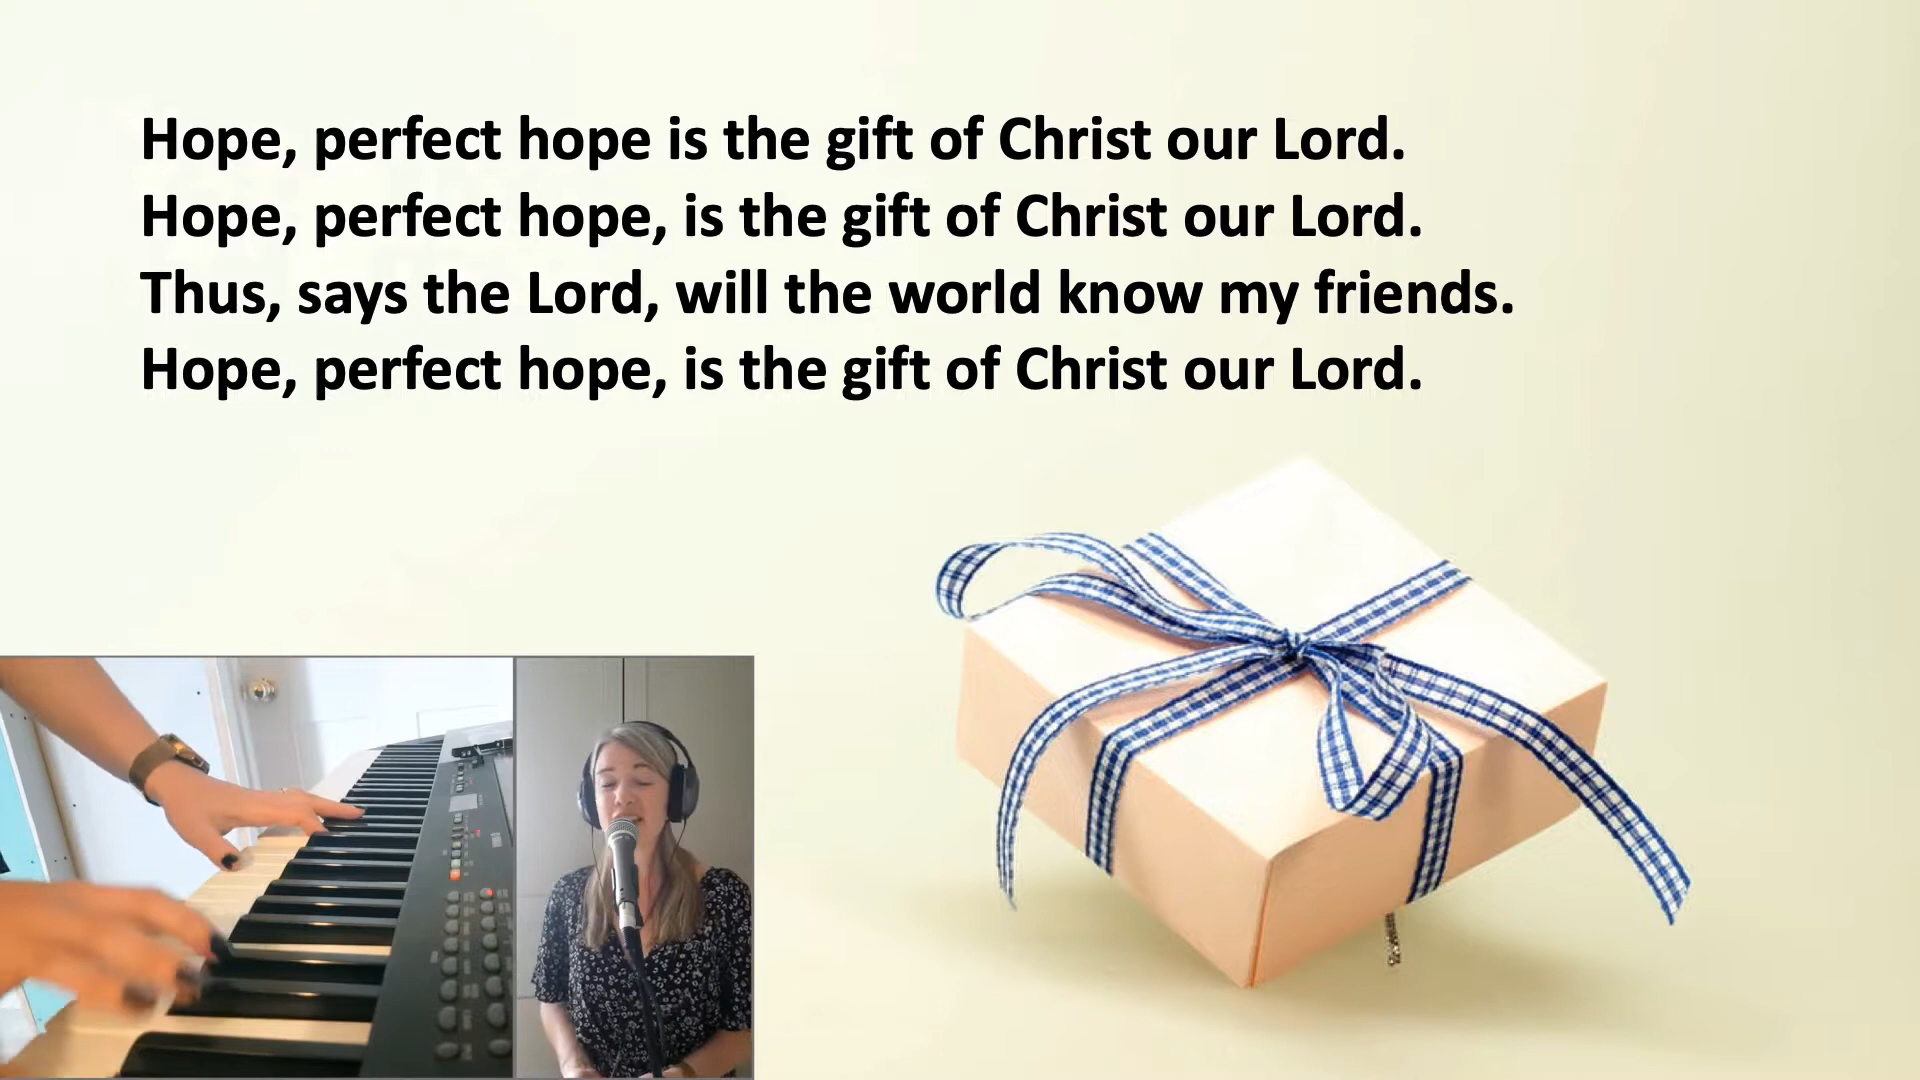 Hope, perfect hope is the gift of Christ our Lord.
Hope, perfect hope, is the gift of Christ our Lord.
Thus, says the Lord, will the world know my friends.
Hope, perfect hope, is the gift of Christ our Lord.